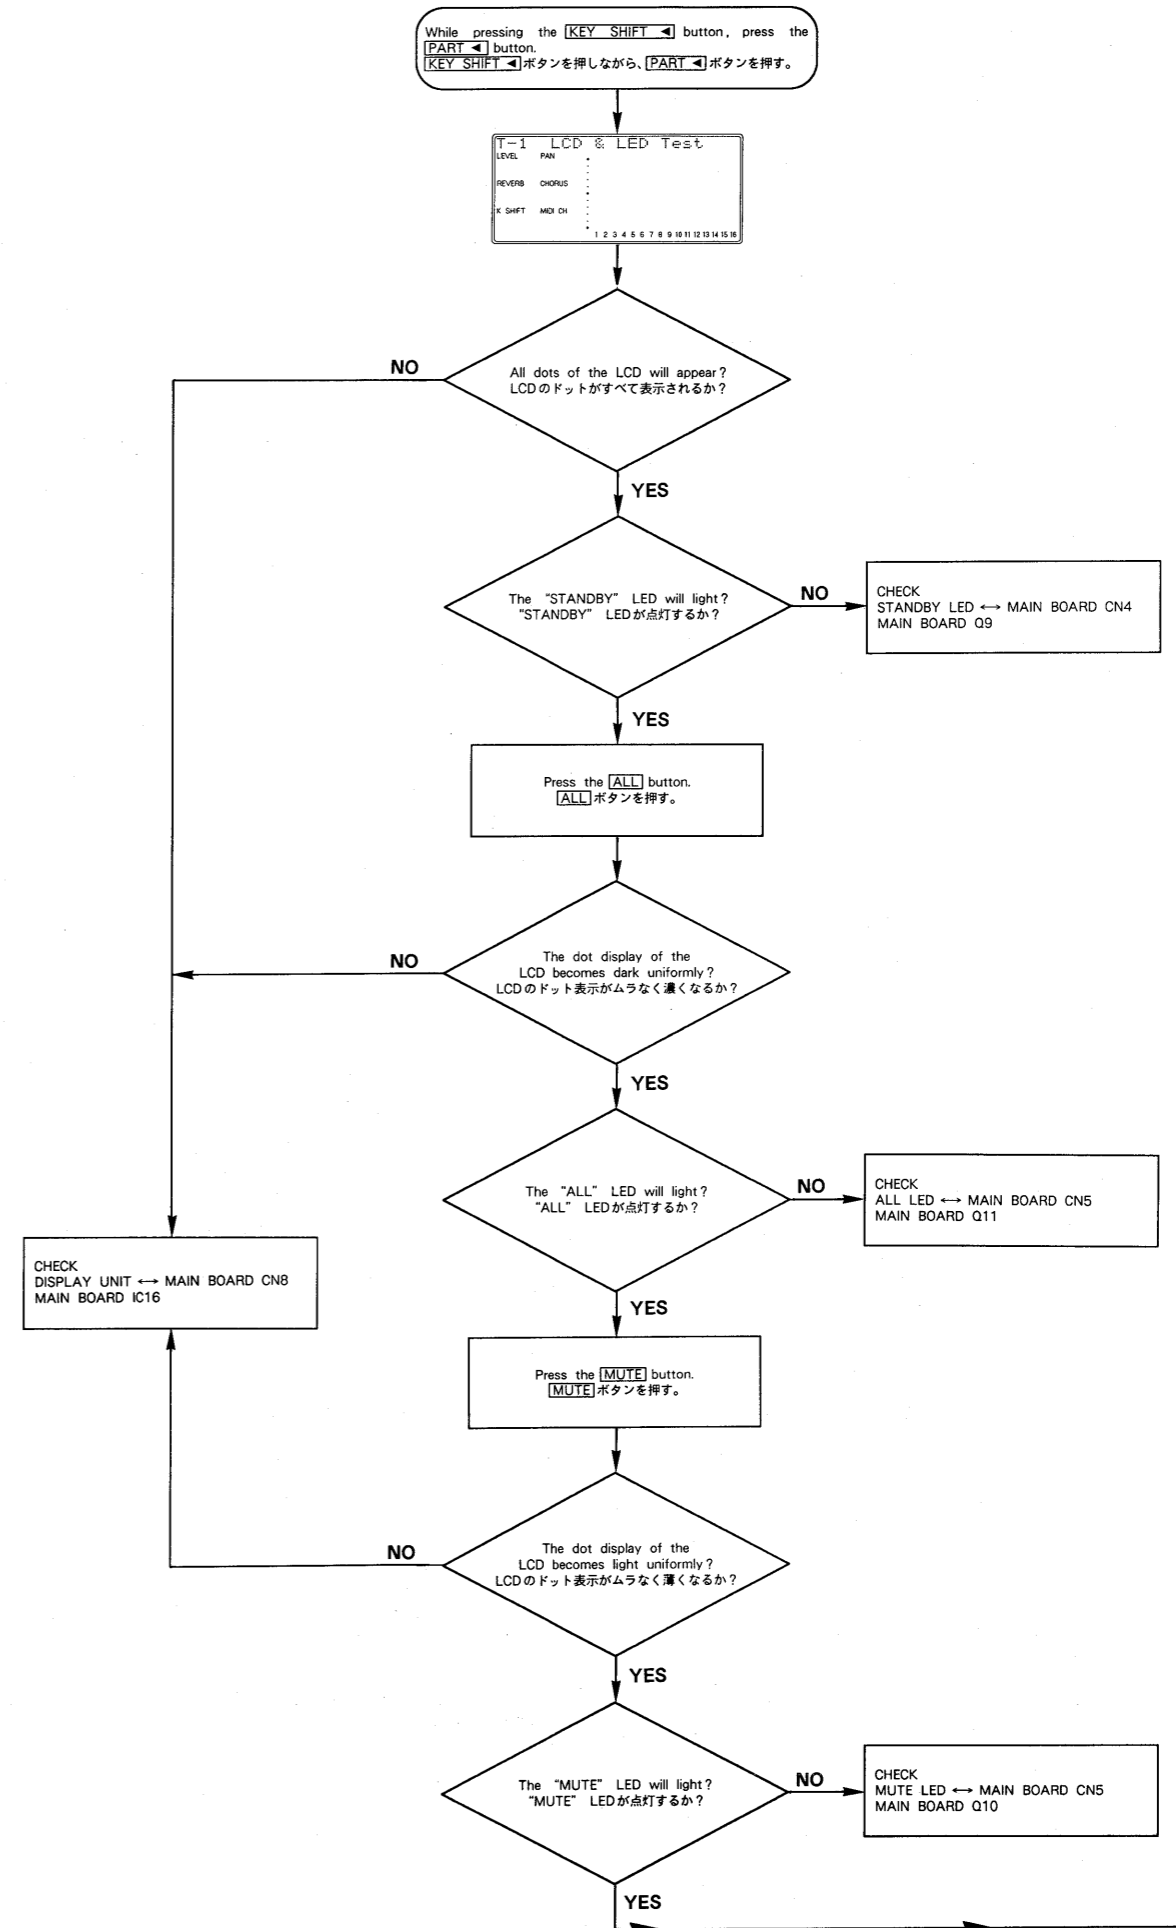 While pressing the KEY SHIFT ◀ button, press the
PART ◀ button.
KEY SHIFT ◀ボタンを押しながら、PART ◀ボタンを押す。
T-1 LCD & LED Test
LEVEL PAN
REVERB CHORUS
K SHIFT MIDI CH
1 2 3 4 5 6 7 8 9 10 11 12 13 14 15 16
All dots of the LCD will appear?
LCDのドットがすべて表示されるか?
NO
YES
The "STANDBY" LED will light?
"STANDBY" LEDが点灯するか?
NO
CHECK
STANDBY LED ↔ MAIN BOARD CN4
MAIN BOARD Q9
YES
Press the ALL button.
ALLボタンを押す。
The dot display of the
LCD becomes dark uniformly?
LCDのドット表示がムラなく濃くなるか?
NO
YES
The "ALL" LED will light?
"ALL" LEDが点灯するか?
NO
CHECK
ALL LED ↔ MAIN BOARD CN5
MAIN BOARD Q11
CHECK
DISPLAY UNIT ↔ MAIN BOARD CN8
MAIN BOARD IC16
YES
Press the MUTE button.
MUTEボタンを押す。
The dot display of the
LCD becomes light uniformly?
LCDのドット表示がムラなく薄くなるか?
NO
YES
The "MUTE" LED will light?
"MUTE" LEDが点灯するか?
NO
CHECK
MUTE LED ↔ MAIN BOARD CN5
MAIN BOARD Q10
YES